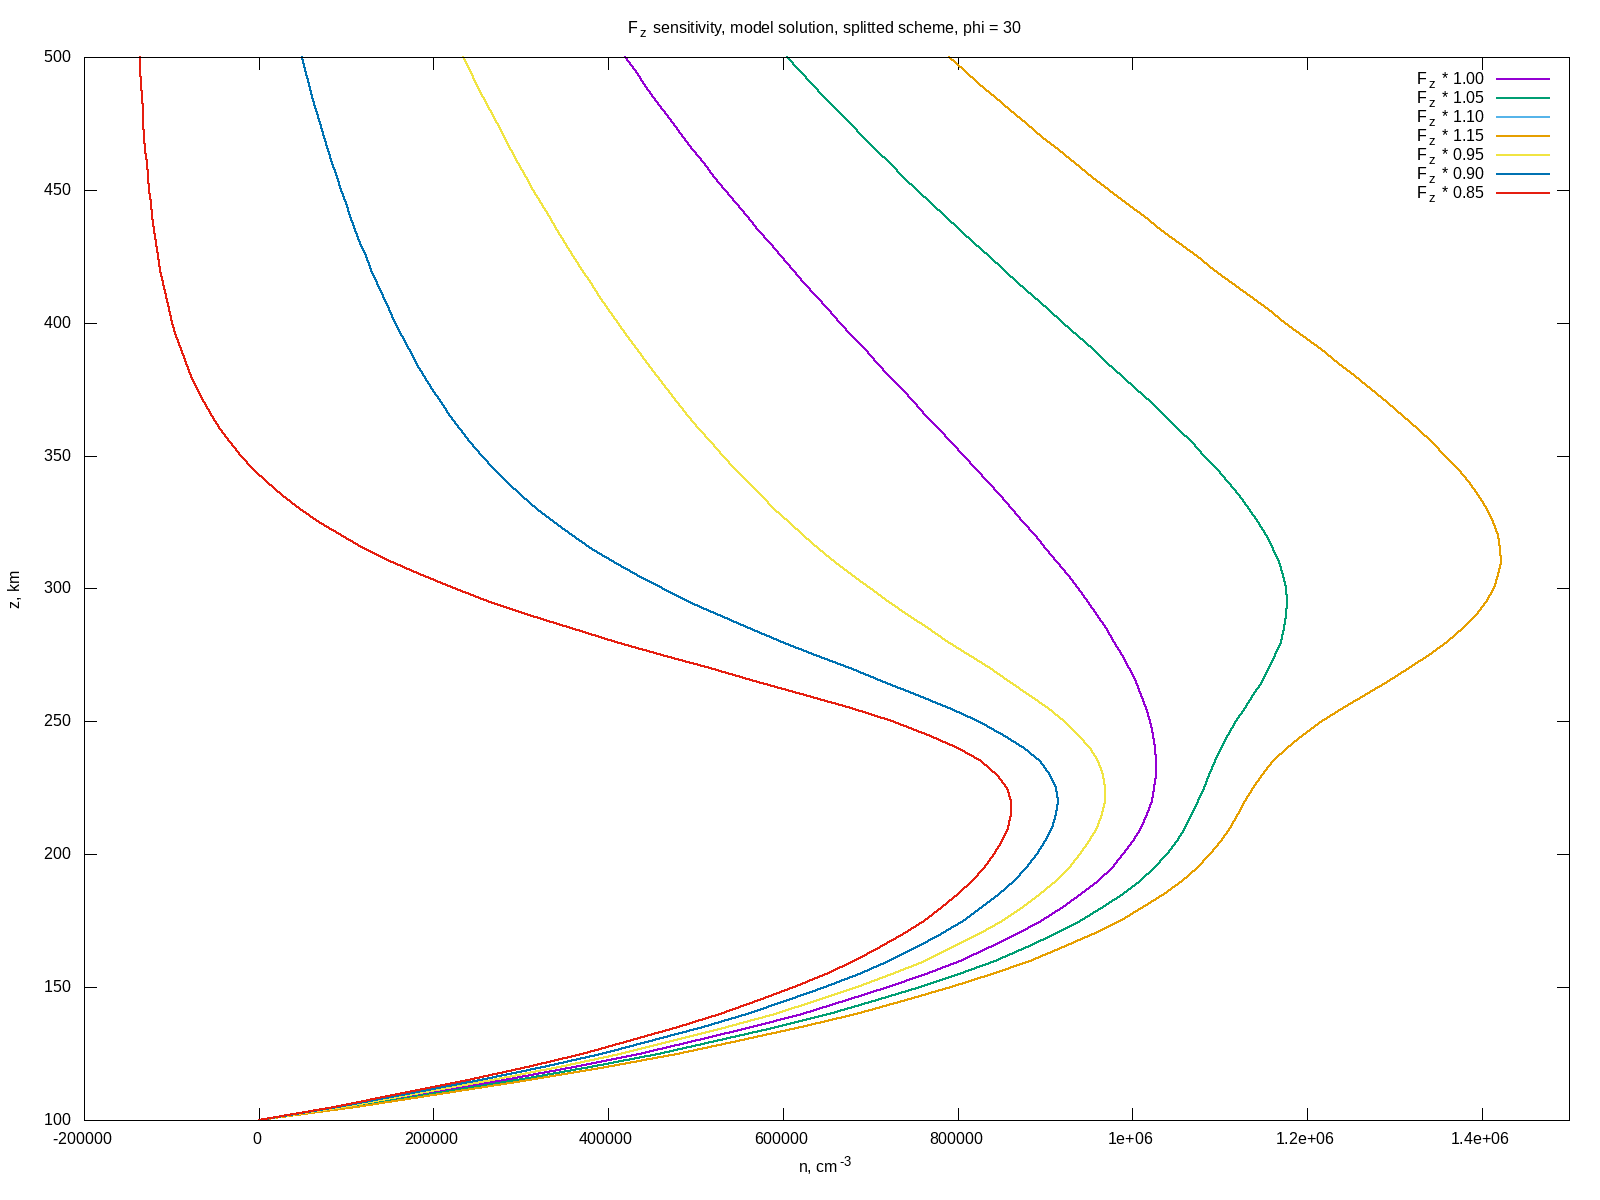 F_z sensitivity, model solution, splitted scheme, phi = 30
500
450
400
350
300
250
200
150
100
z, km
F_z * 1.00
F_z * 1.05
F_z * 1.10
F_z * 1.15
F_z * 0.95
F_z * 0.90
F_z * 0.85
-200000 0 200000 400000 600000 800000 1e+06 1.2e+06 1.4e+06
n, cm^-3